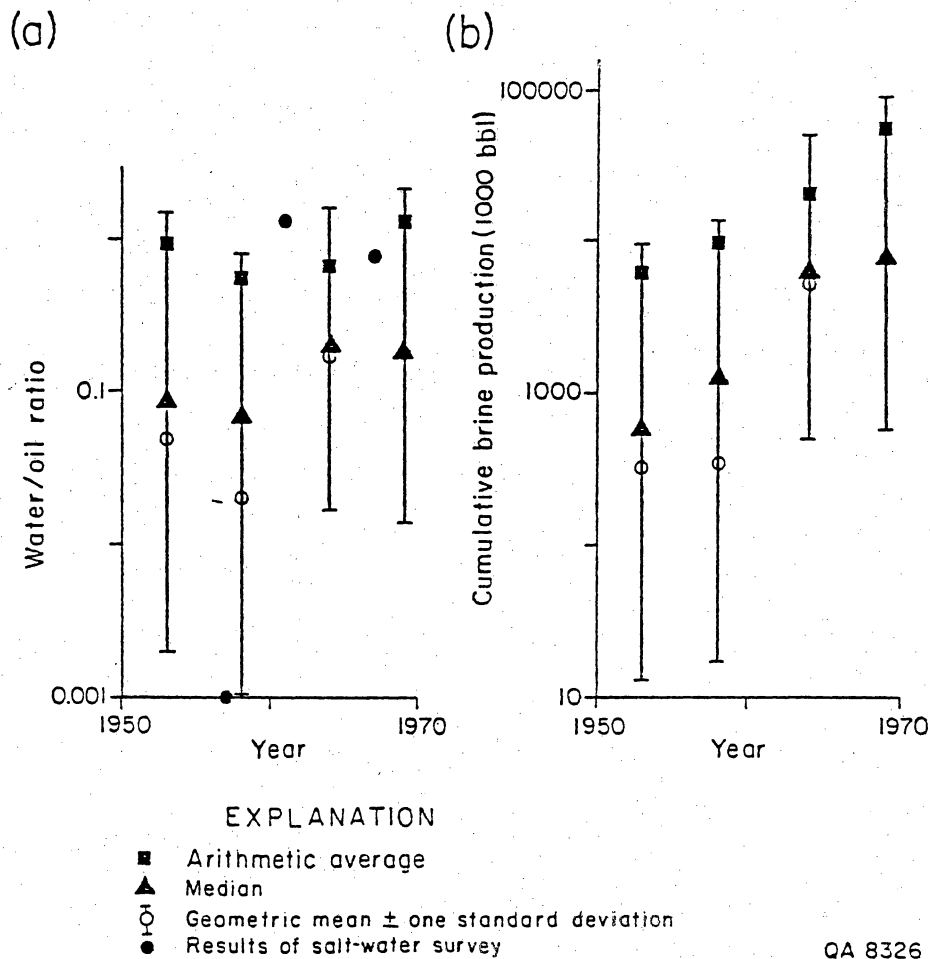 (a)
Water/oil ratio
0.1
0.001
1950
1970
Year
(b)
Cumulative brine production (1000 bbl)
100000
1000
10
1950
1970
Year
EXPLANATION
Arithmetic average
Median
Geometric mean ± one standard deviation
Results of salt-water survey
QA 8326